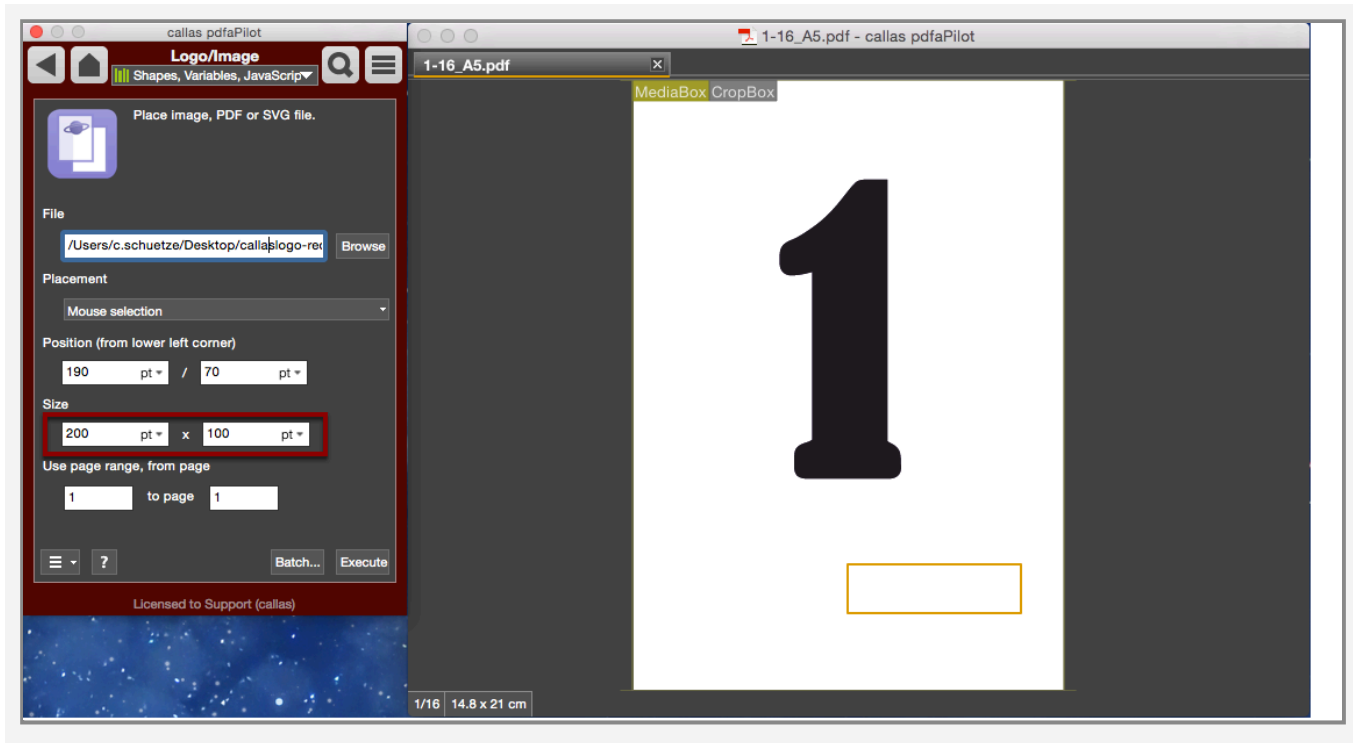 callas pdfaPilot
Logo/Image
Shapes, Variables, JavaScrip
Place image, PDF or SVG file.
File
/Users/c.schuetze/Desktop/callaslogo-rec
Browse
Placement
Mouse selection
Position (from lower left corner)
190 pt / 70 pt
Size
200 pt x 100 pt
Use page range, from page
1 to page 1
? Batch... Execute
Licensed to Support (callas)
1-16_A5.pdf - callas pdfaPilot
1-16_A5.pdf
MediaBox CropBox
1
1/16 14.8 x 21 cm